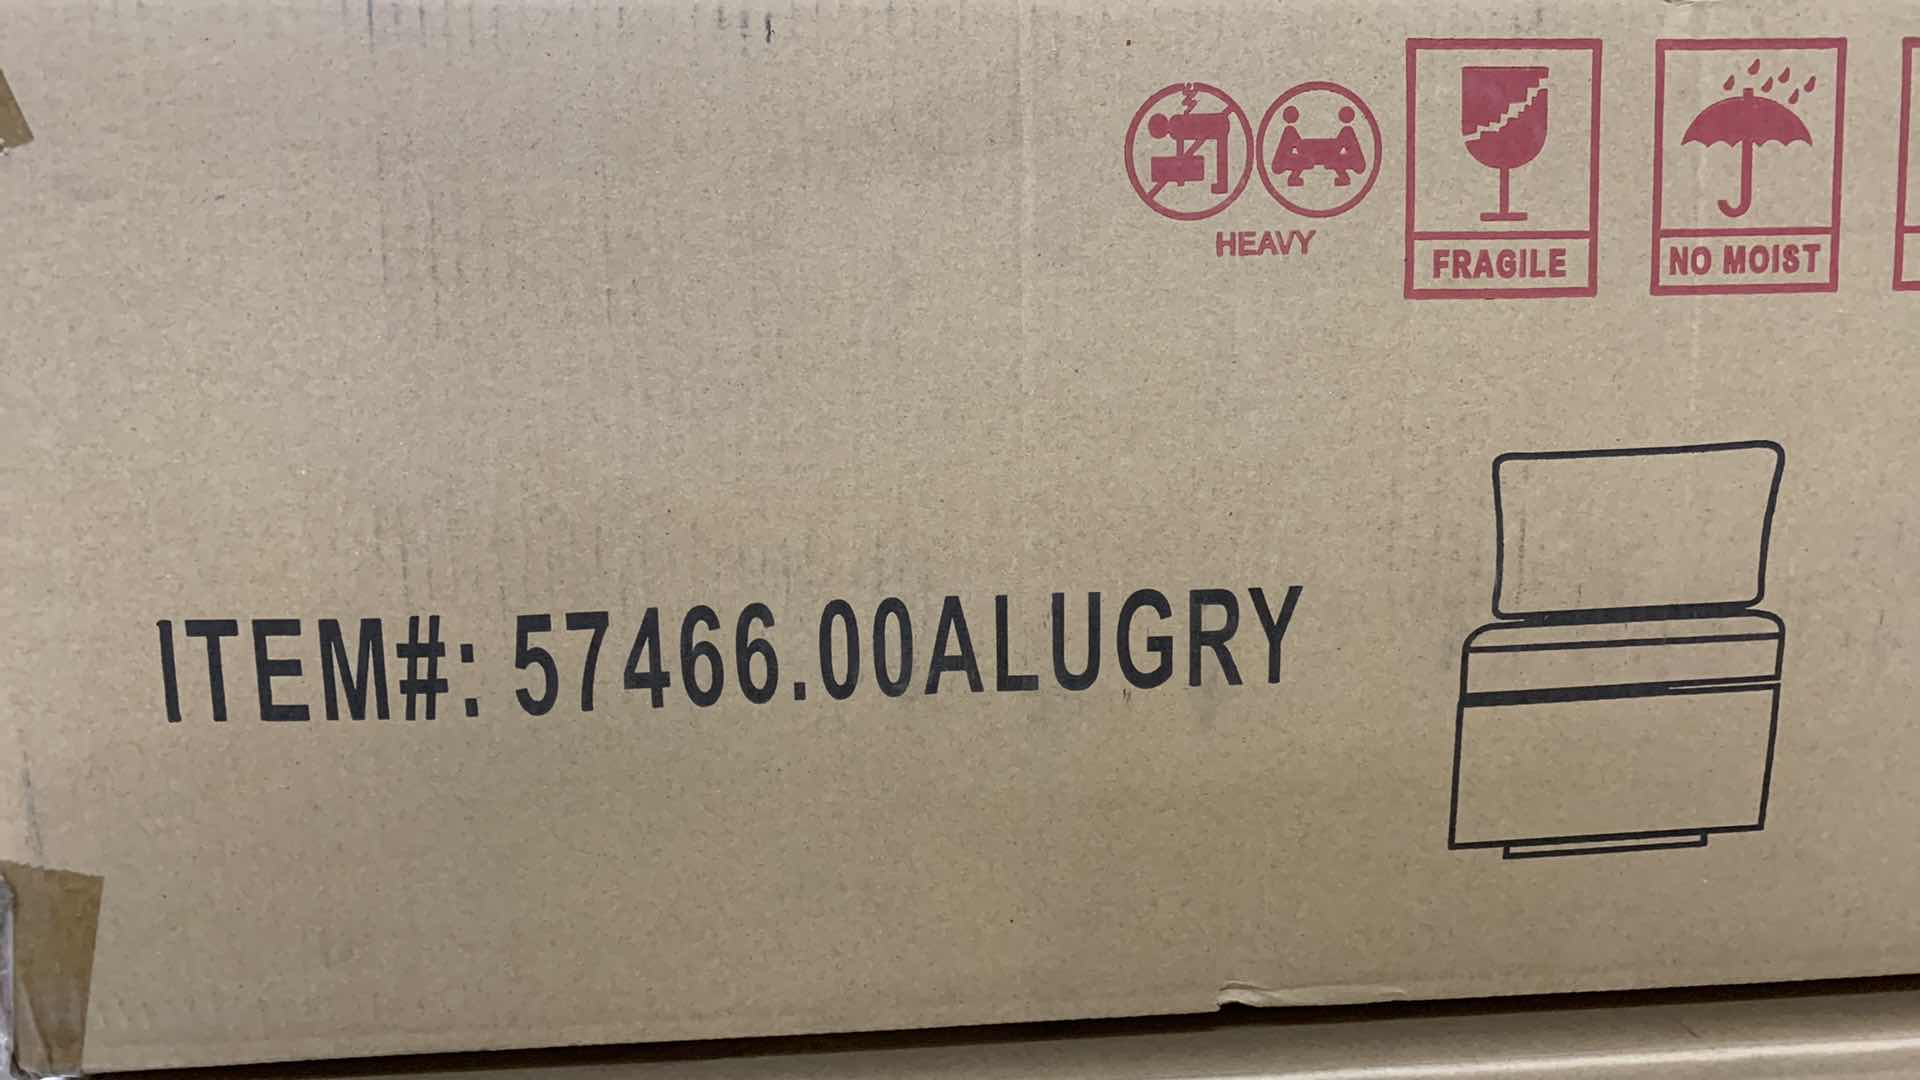 HEAVY
FRAGILE
NO MOIST
ITEM#: 57466.00ALUGRY